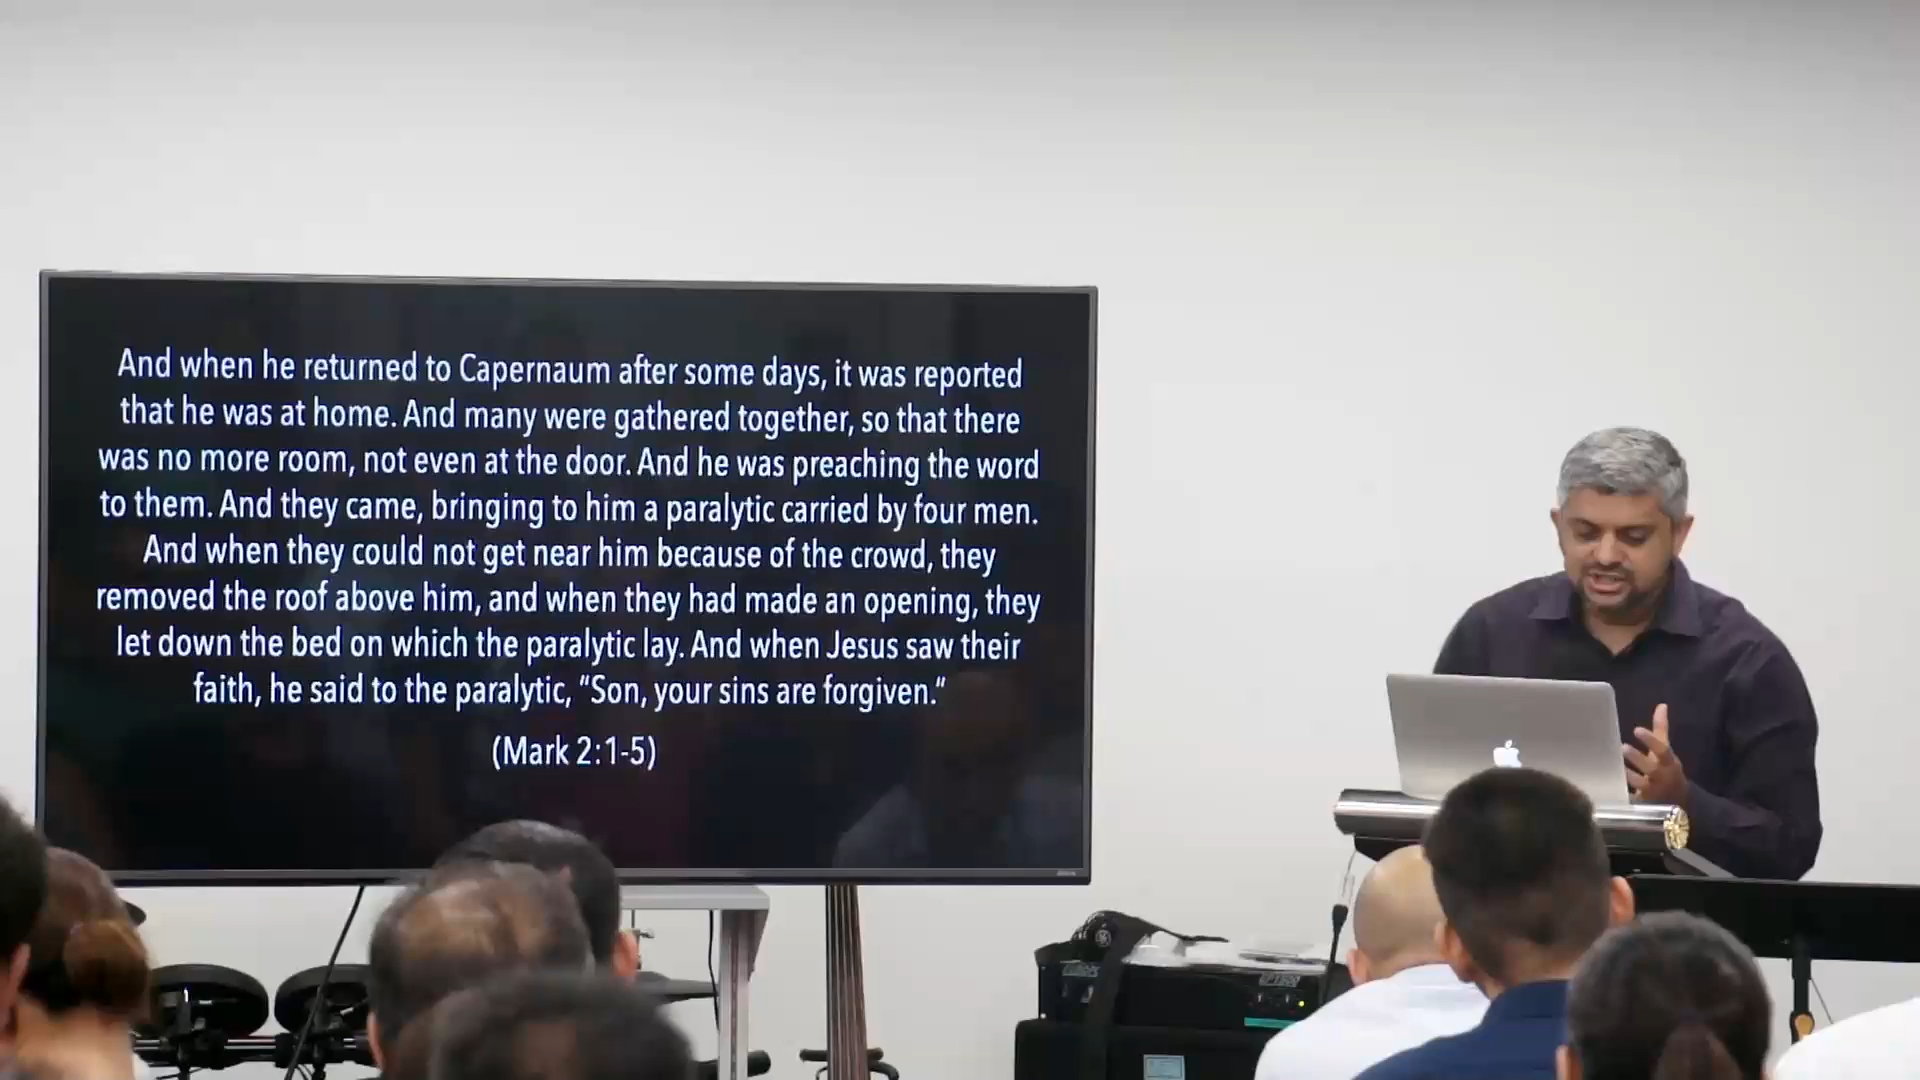 And when he returned to Capernaum after some days, it was reported
that he was at home. And many were gathered together, so that there
was no more room, not even at the door. And he was preaching the word
to them. And they came, bringing to him a paralytic carried by four men.
And when they could not get near him because of the crowd, they
removed the roof above him, and when they had made an opening, they
let down the bed on which the paralytic lay. And when Jesus saw their
faith, he said to the paralytic, “Son, your sins are forgiven.“
(Mark 2:1-5)